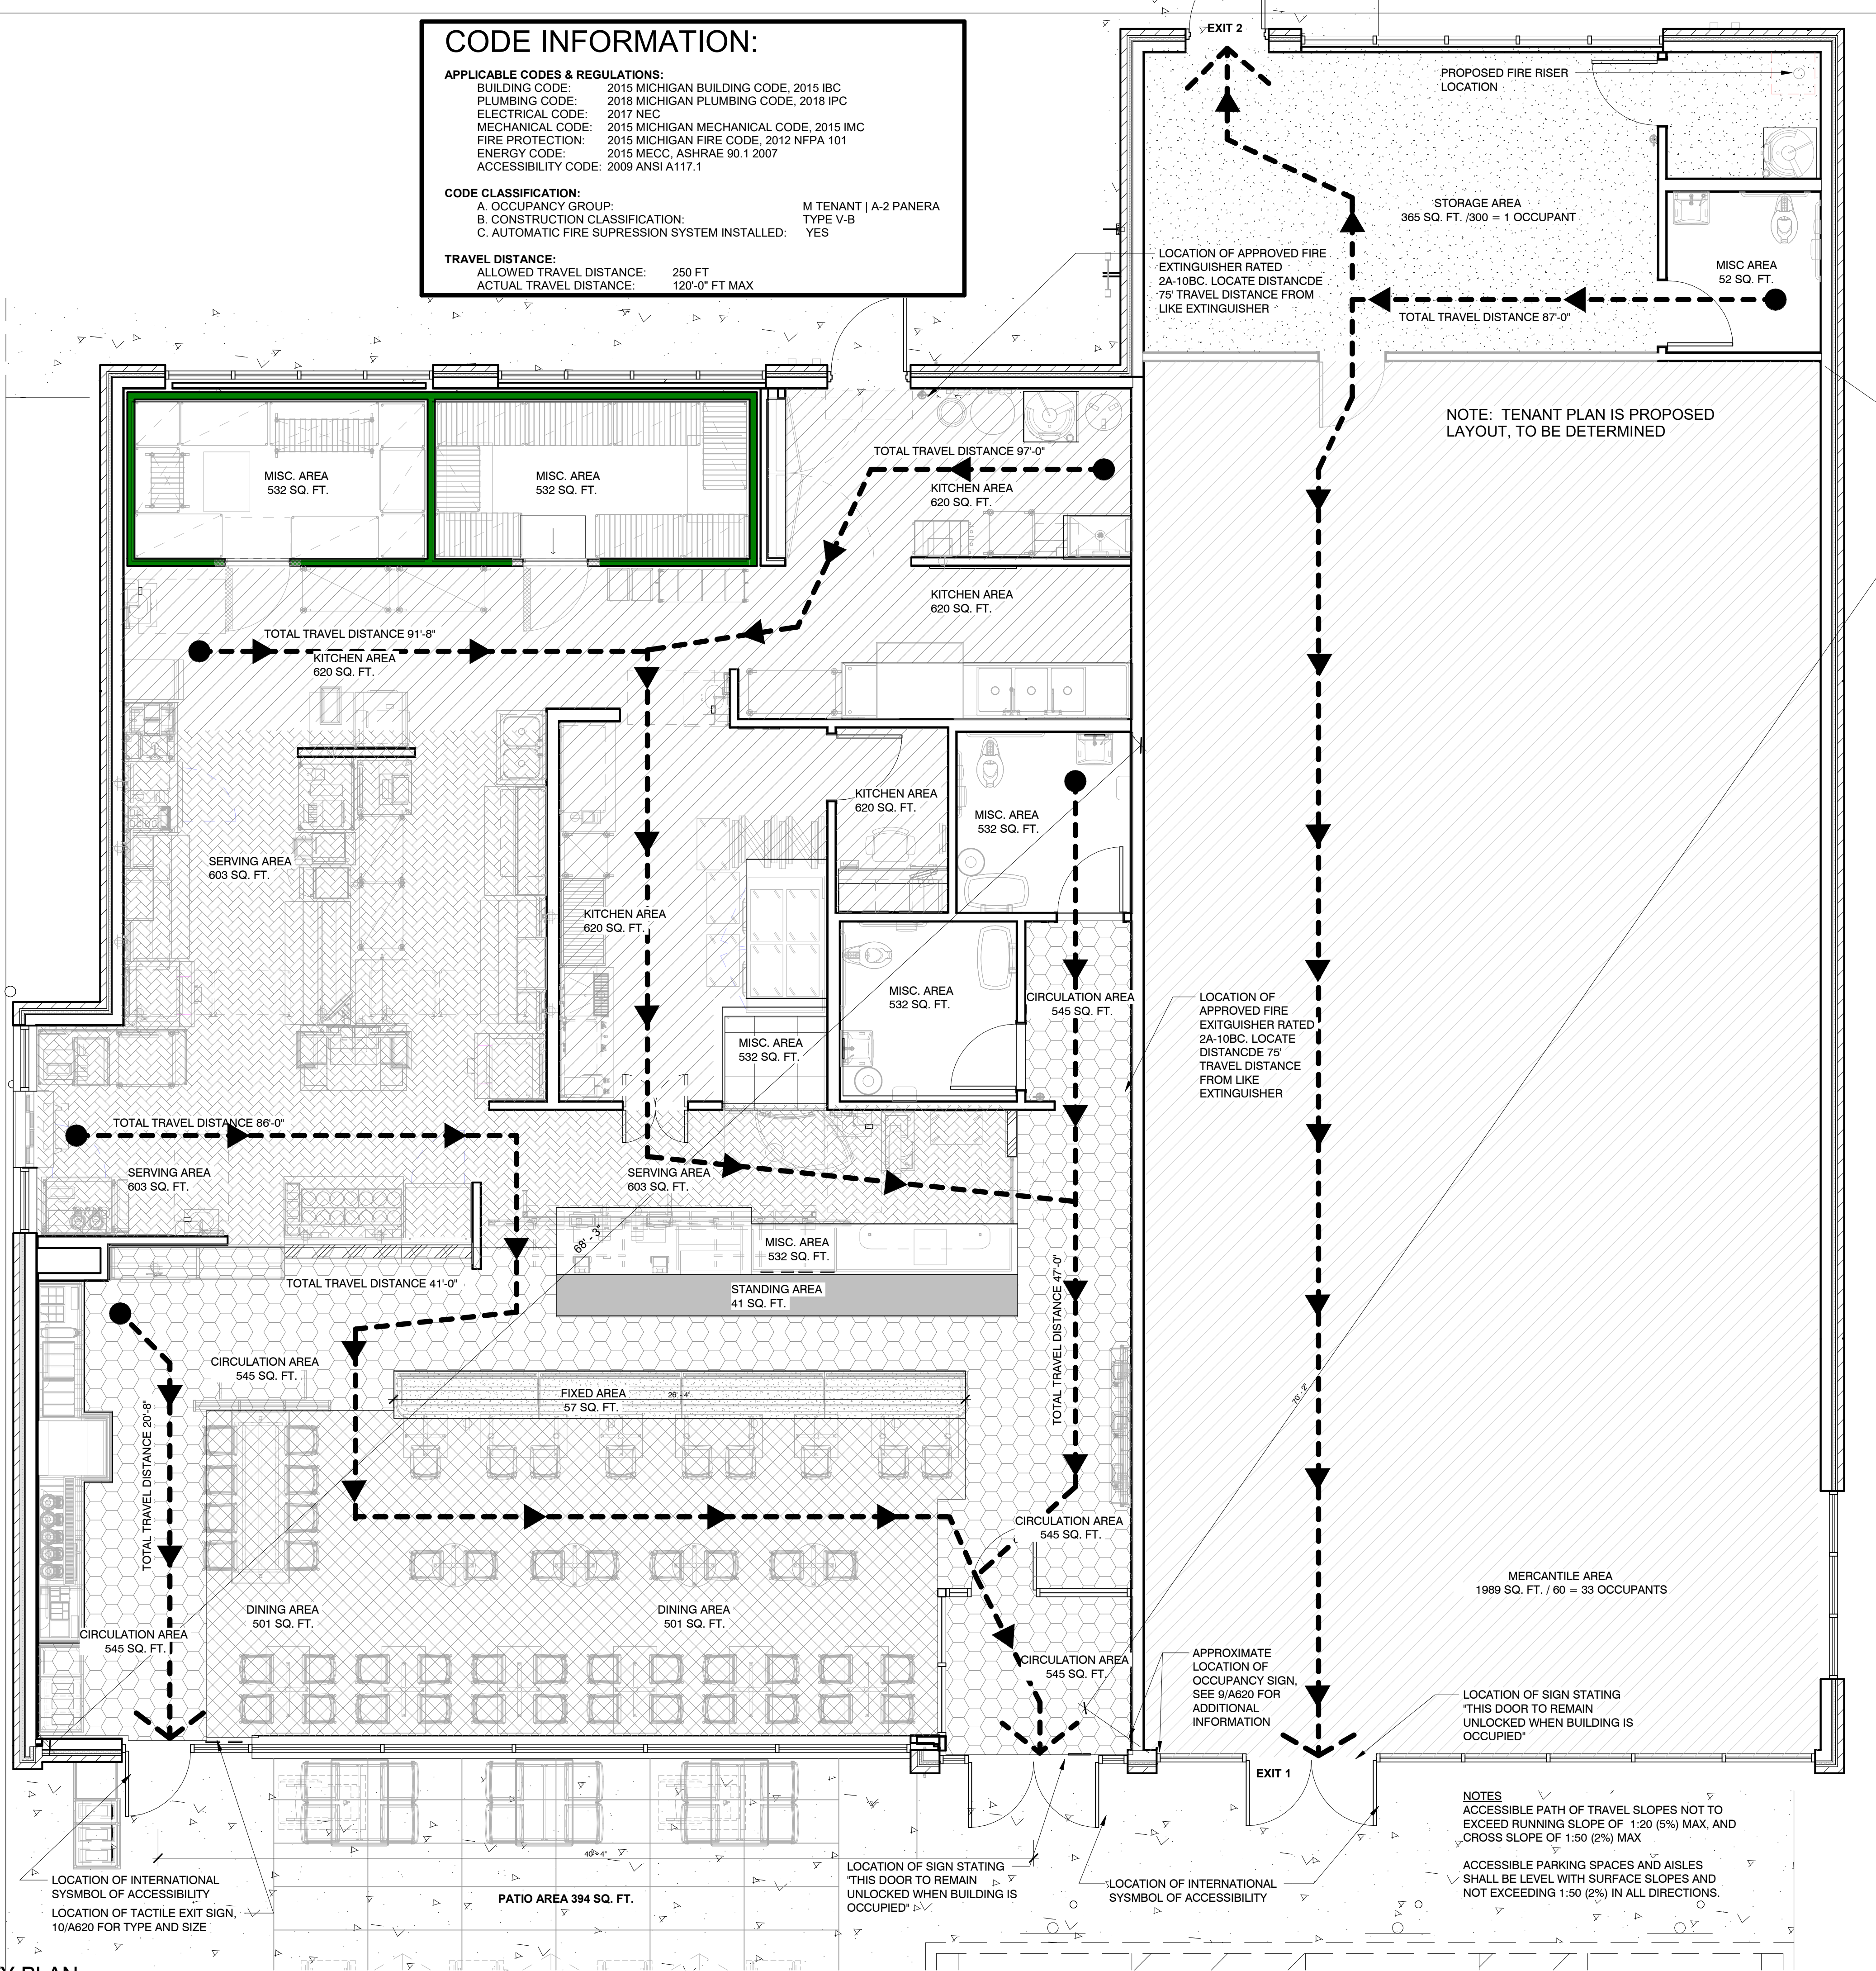 CODE INFORMATION:
APPLICABLE CODES & REGULATIONS:
BUILDING CODE: 2015 MICHIGAN BUILDING CODE, 2015 IBC
PLUMBING CODE: 2018 MICHIGAN PLUMBING CODE, 2018 IPC
ELECTRICAL CODE: 2017 NEC
MECHANICAL CODE: 2015 MICHIGAN MECHANICAL CODE, 2015 IMC
FIRE PROTECTION: 2015 MICHIGAN FIRE CODE, 2012 NFPA 101
ENERGY CODE: 2015 MECC, ASHRAE 90.1 2007
ACCESSIBILITY CODE: 2009 ANSI A117.1
CODE CLASSIFICATION:
A. OCCUPANCY GROUP: M TENANT | A-2 PANERA
B. CONSTRUCTION CLASSIFICATION: TYPE V-B
C. AUTOMATIC FIRE SUPRESSION SYSTEM INSTALLED: YES
TRAVEL DISTANCE:
ALLOWED TRAVEL DISTANCE: 250 FT
ACTUAL TRAVEL DISTANCE: 120'-0" FT MAX
EXIT 2
PROPOSED FIRE RISER
LOCATION
STORAGE AREA
365 SQ. FT. /300 = 1 OCCUPANT
LOCATION OF APPROVED FIRE
EXTINGUISHER RATED
2A-10BC. LOCATE DISTANCDE
75' TRAVEL DISTANCE FROM
LIKE EXTINGUISHER
MISC AREA
52 SQ. FT.
TOTAL TRAVEL DISTANCE 87'-0"
NOTE: TENANT PLAN IS PROPOSED
LAYOUT, TO BE DETERMINED
MISC. AREA
532 SQ. FT.
MISC. AREA
532 SQ. FT.
TOTAL TRAVEL DISTANCE 97'-0"
KITCHEN AREA
620 SQ. FT.
KITCHEN AREA
620 SQ. FT.
TOTAL TRAVEL DISTANCE 91'-8"
KITCHEN AREA
620 SQ. FT.
KITCHEN AREA
620 SQ. FT.
MISC. AREA
532 SQ. FT.
SERVING AREA
603 SQ. FT.
KITCHEN AREA
620 SQ. FT.
MISC. AREA
532 SQ. FT.
CIRCULATION AREA
545 SQ. FT.
LOCATION OF
APPROVED FIRE
EXITGUISHER RATED
2A-10BC. LOCATE
DISTANCDE 75'
TRAVEL DISTANCE
FROM LIKE
EXTINGUISHER
MISC. AREA
532 SQ. FT.
TOTAL TRAVEL DISTANCE 86'-0"
SERVING AREA
603 SQ. FT.
SERVING AREA
603 SQ. FT.
68' - 3"
MISC. AREA
532 SQ. FT.
TOTAL TRAVEL DISTANCE 41'-0"
STANDING AREA
41 SQ. FT.
TOTAL TRAVEL DISTANCE 47'-0"
CIRCULATION AREA
545 SQ. FT.
FIXED AREA
57 SQ. FT.
26' - 4"
70' - 2"
TOTAL TRAVEL DISTANCE 20'-8"
CIRCULATION AREA
545 SQ. FT.
MERCANTILE AREA
1989 SQ. FT. / 60 = 33 OCCUPANTS
DINING AREA
501 SQ. FT.
DINING AREA
501 SQ. FT.
CIRCULATION AREA
545 SQ. FT.
CIRCULATION AREA
545 SQ. FT.
APPROXIMATE
LOCATION OF
OCCUPANCY SIGN,
SEE 9/A620 FOR
ADDITIONAL
INFORMATION
LOCATION OF SIGN STATING
"THIS DOOR TO REMAIN
UNLOCKED WHEN BUILDING IS
OCCUPIED"
EXIT 1
NOTES
ACCESSIBLE PATH OF TRAVEL SLOPES NOT TO
EXCEED RUNNING SLOPE OF 1:20 (5%) MAX, AND
CROSS SLOPE OF 1:50 (2%) MAX
ACCESSIBLE PARKING SPACES AND AISLES
SHALL BE LEVEL WITH SURFACE SLOPES AND
NOT EXCEEDING 1:50 (2%) IN ALL DIRECTIONS.
40' - 4"
LOCATION OF SIGN STATING
"THIS DOOR TO REMAIN
UNLOCKED WHEN BUILDING IS
OCCUPIED"
LOCATION OF INTERNATIONAL
SYSMBOL OF ACCESSIBILITY
LOCATION OF INTERNATIONAL
SYSMBOL OF ACCESSIBILITY
LOCATION OF TACTILE EXIT SIGN,
10/A620 FOR TYPE AND SIZE
PATIO AREA 394 SQ. FT.
PLAN